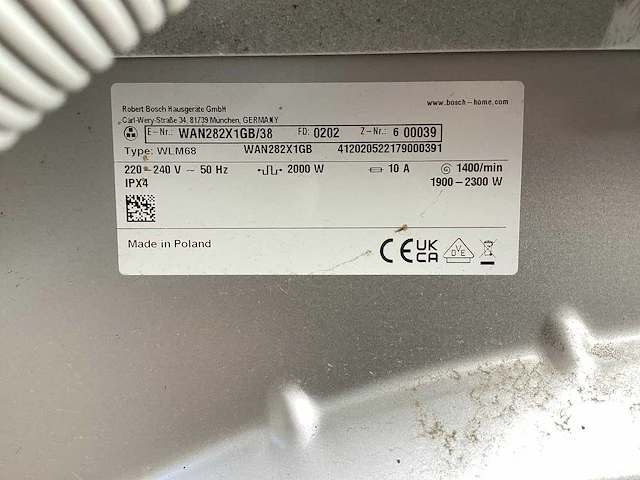 Robert Bosch Hausgeräte GmbH
www.bosch-home.com
Carl-Wery-Straße 34, 81739 München, GERMANY
E-Nr.: WAN282X1GB/38 FD: 0202 Z-Nr.: 6 00039
Type: WLM68 WAN282X1GB 412020522179000391
220-240 V ~ 50 Hz 2000 W 10 A 1400/min
IPX4 1900-2300 W
Made in Poland
CE UK CA DVE